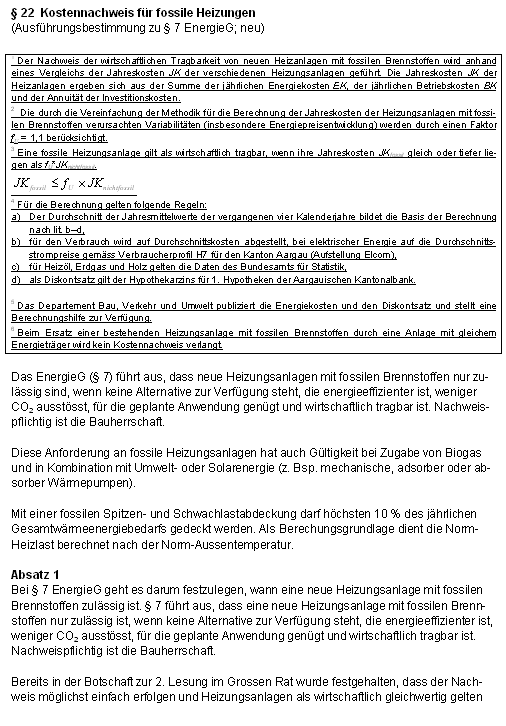 § 22 Kostennachweis für fossile Heizungen
(Ausführungsbestimmung zu § 7 EnergieG; neu)
1 Der Nachweis der wirtschaftlichen Tragbarkeit von neuen Heizanlagen mit fossilen Brennstoffen wird anhand
eines Vergleichs der Jahreskosten JK der verschiedenen Heizungsanlagen geführt. Die Jahreskosten JK der
Heizanlagen ergeben sich aus der Summe der jährlichen Energiekosten EK, der jährlichen Betriebskosten BK
und der Annuität der Investitionskosten.
2 Die durch die Vereinfachung der Methodik für die Berechnung der Jahreskosten der Heizungsanlagen mit fossi-
len Brennstoffen verursachten Variabilitäten (insbesondere Energiepreisentwicklung) werden durch einen Faktor
fU = 1,1 berücksichtigt.
3 Eine fossile Heizungsanlage gilt als wirtschaftlich tragbar, wenn ihre Jahreskosten JKfossil gleich oder tiefer lie-
gen als fU*JKnichtfossil.
JK fossil ≤ fU × JK nichtfossil
4 Für die Berechnung gelten folgende Regeln:
a) Der Durchschnitt der Jahresmittelwerte der vergangenen vier Kalenderjahre bildet die Basis der Berechnung
nach lit. b–d,
b) für den Verbrauch wird auf Durchschnittskosten abgestellt, bei elektrischer Energie auf die Durchschnitts-
strompreise gemäss Verbraucherprofil H7 für den Kanton Aargau (Aufstellung Elcom),
c) für Heizöl, Erdgas und Holz gelten die Daten des Bundesamts für Statistik,
d) als Diskontsatz gilt der Hypothekarzins für 1. Hypotheken der Aargauischen Kantonalbank.
5 Das Departement Bau, Verkehr und Umwelt publiziert die Energiekosten und den Diskontsatz und stellt eine
Berechnungshilfe zur Verfügung.
6 Beim Ersatz einer bestehenden Heizungsanlage mit fossilen Brennstoffen durch eine Anlage mit gleichem
Energieträger wird kein Kostennachweis verlangt.
Das EnergieG (§ 7) führt aus, dass neue Heizungsanlagen mit fossilen Brennstoffen nur zu-
lässig sind, wenn keine Alternative zur Verfügung steht, die energieeffizienter ist, weniger
CO2 ausstösst, für die geplante Anwendung genügt und wirtschaftlich tragbar ist. Nachweis-
pflichtig ist die Bauherrschaft.
Diese Anforderung an fossile Heizungsanlagen hat auch Gültigkeit bei Zugabe von Biogas
und in Kombination mit Umwelt- oder Solarenergie (z. Bsp. mechanische, adsorber oder ab-
sorber Wärmepumpen).
Mit einer fossilen Spitzen- und Schwachlastabdeckung darf höchsten 10 % des jährlichen
Gesamtwärmeenergiebedarfs gedeckt werden. Als Berechungsgrundlage dient die Norm-
Heizlast berechnet nach der Norm-Aussentemperatur.
Absatz 1
Bei § 7 EnergieG geht es darum festzulegen, wann eine neue Heizungsanlage mit fossilen
Brennstoffen zulässig ist. § 7 führt aus, dass eine neue Heizungsanlage mit fossilen Brenn-
stoffen nur zulässig ist, wenn keine Alternative zur Verfügung steht, die energieeffizienter ist,
weniger CO2 ausstösst, für die geplante Anwendung genügt und wirtschaftlich tragbar ist.
Nachweispflichtig ist die Bauherrschaft.
Bereits in der Botschaft zur 2. Lesung im Grossen Rat wurde festgehalten, dass der Nach-
weis möglichst einfach erfolgen und Heizungsanlagen als wirtschaftlich gleichwertig gelten